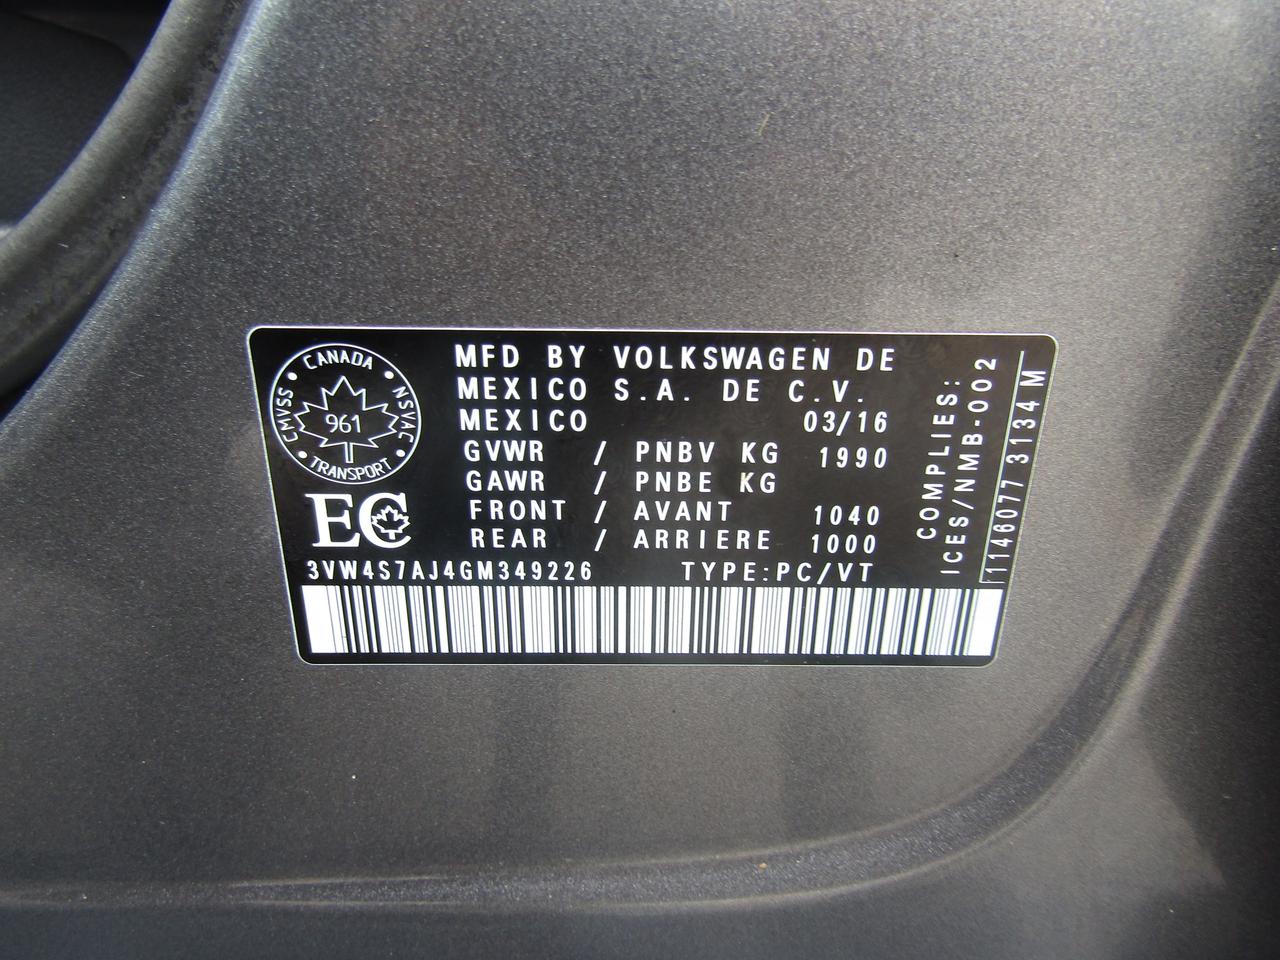 CANADA
CMVSS
NSVAC
961
TRANSPORT
EC
MFD BY VOLKSWAGEN DE
MEXICO S.A. DE C.V.
MEXICO 03/16
GVWR / PNBV KG 1990
GAWR / PNBE KG
FRONT / AVANT 1040
REAR / ARRIERE 1000
3VW4S7AJ4GM349226 TYPE:PC/VT
COMPLIES:
ICES/NMB-002
1146077 3134 M